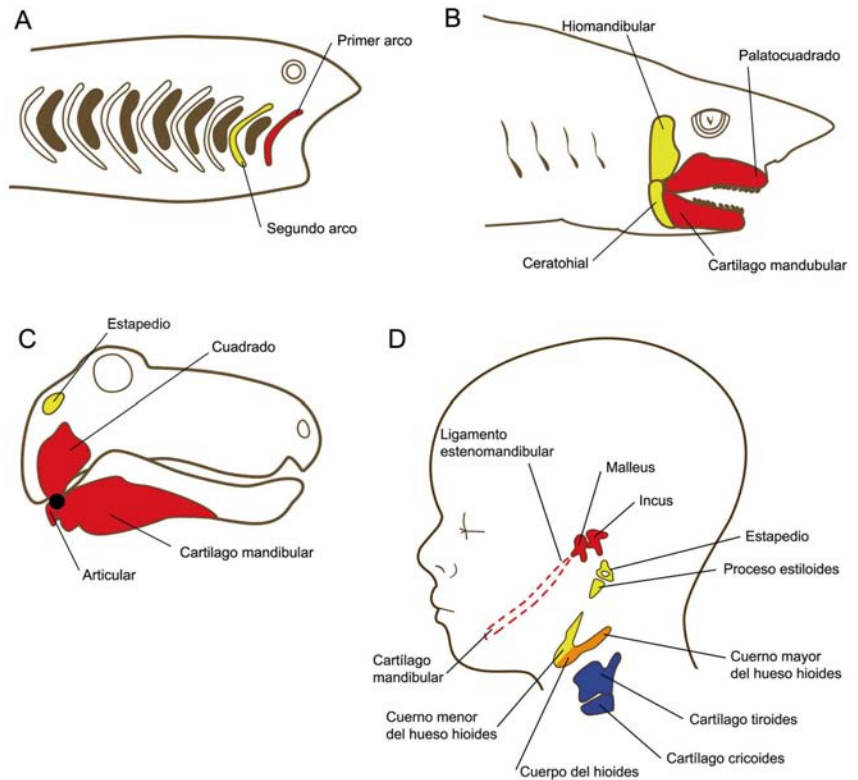 A
Primer arco
Segundo arco
B
Hiomandibular
Palatocuadrado
Ceratohial
Cartilago mandubular
C
Estapedio
Cuadrado
Cartilago mandibular
Articular
D
Ligamento
estenomandibular
Malleus
Incus
Estapedio
Proceso estiloides
Cartílago
mandibular
Cuerno menor
del hueso hioides
Cuerpo del hioides
Cuerno mayor
del hueso hioides
Cartílago tiroides
Cartílago cricoides